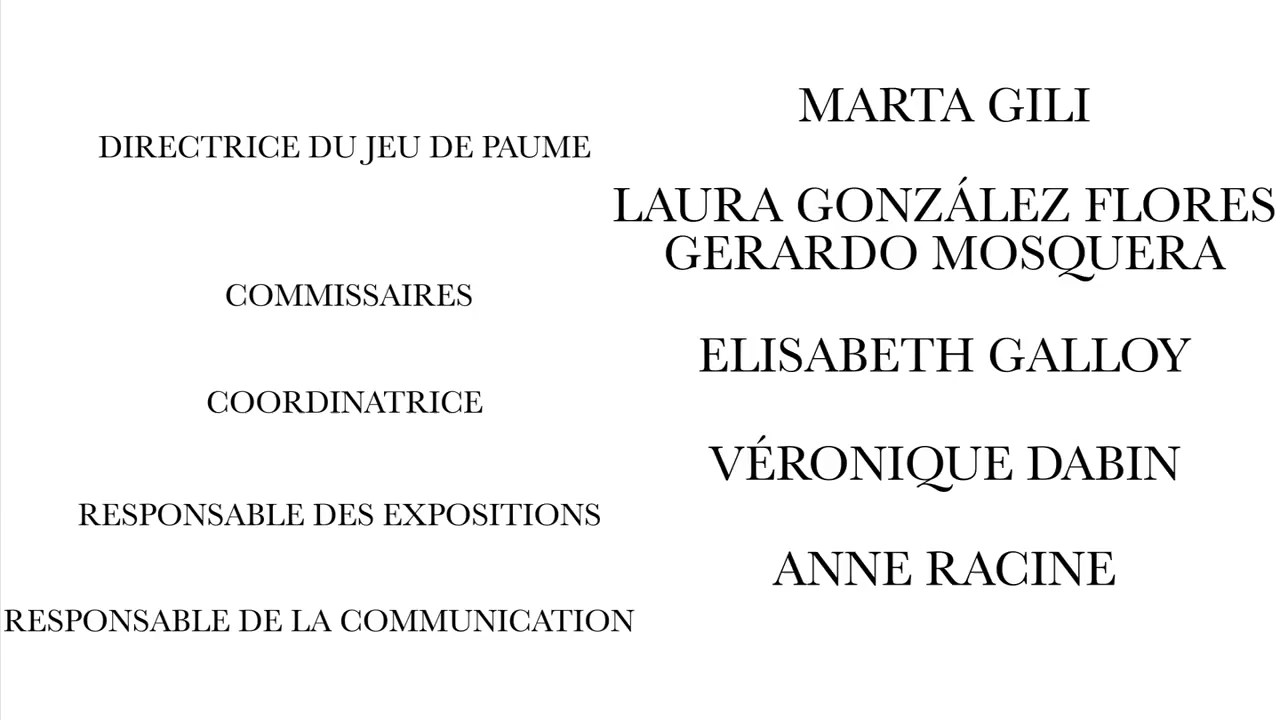 MARTA GILI
DIRECTRICE DU JEU DE PAUME
LAURA GONZÁLEZ FLORES
GERARDO MOSQUERA
COMMISSAIRES
ELISABETH GALLOY
COORDINATRICE
VÉRONIQUE DABIN
RESPONSABLE DES EXPOSITIONS
ANNE RACINE
RESPONSABLE DE LA COMMUNICATION